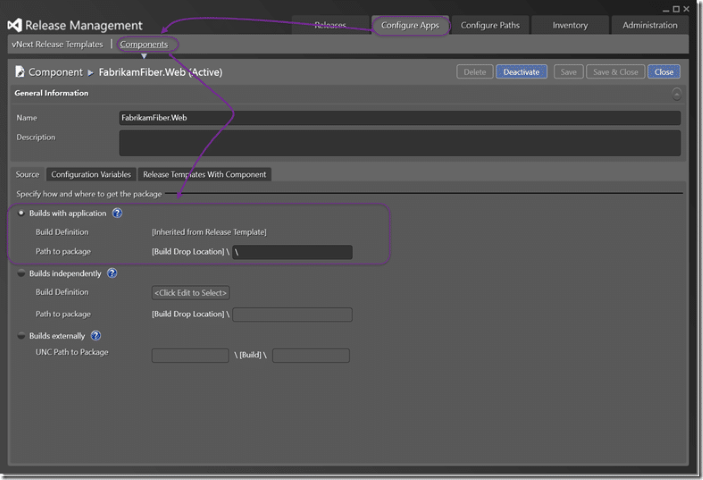 Release Management
Releases
Configure Apps
Configure Paths
Inventory
Administration
vNext Release Templates | Components
Component ▸ FabrikamFiber.Web (Active)
Delete
Deactivate
Save
Save & Close
Close
General Information
Name
FabrikamFiber.Web
Description
Source
Configuration Variables
Release Templates With Component
Specify how and where to get the package
Builds with application ?
Build Definition [Inherited from Release Template]
Path to package [Build Drop Location] \ \
Builds independently ?
Build Definition <Click Edit to Select>
Path to package [Build Drop Location] \
Builds externally ?
UNC Path to Package \ [Build] \